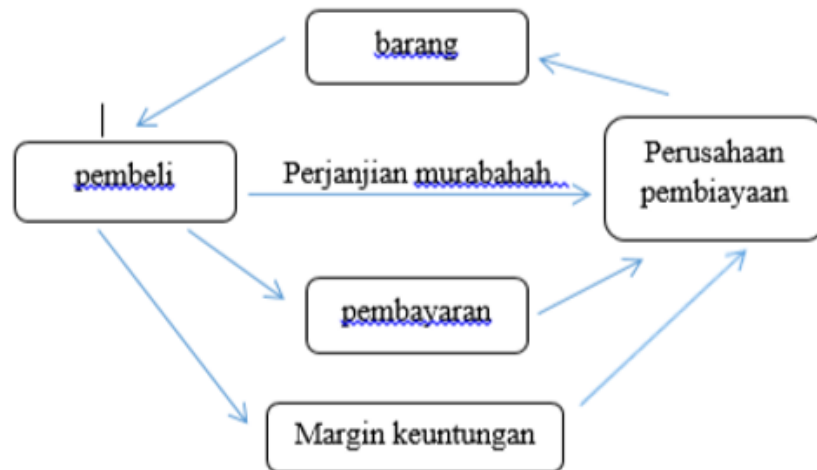 barang
pembeli
Perjanjian murabahah
Perusahaan
pembiayaan
pembayaran
Margin keuntungan